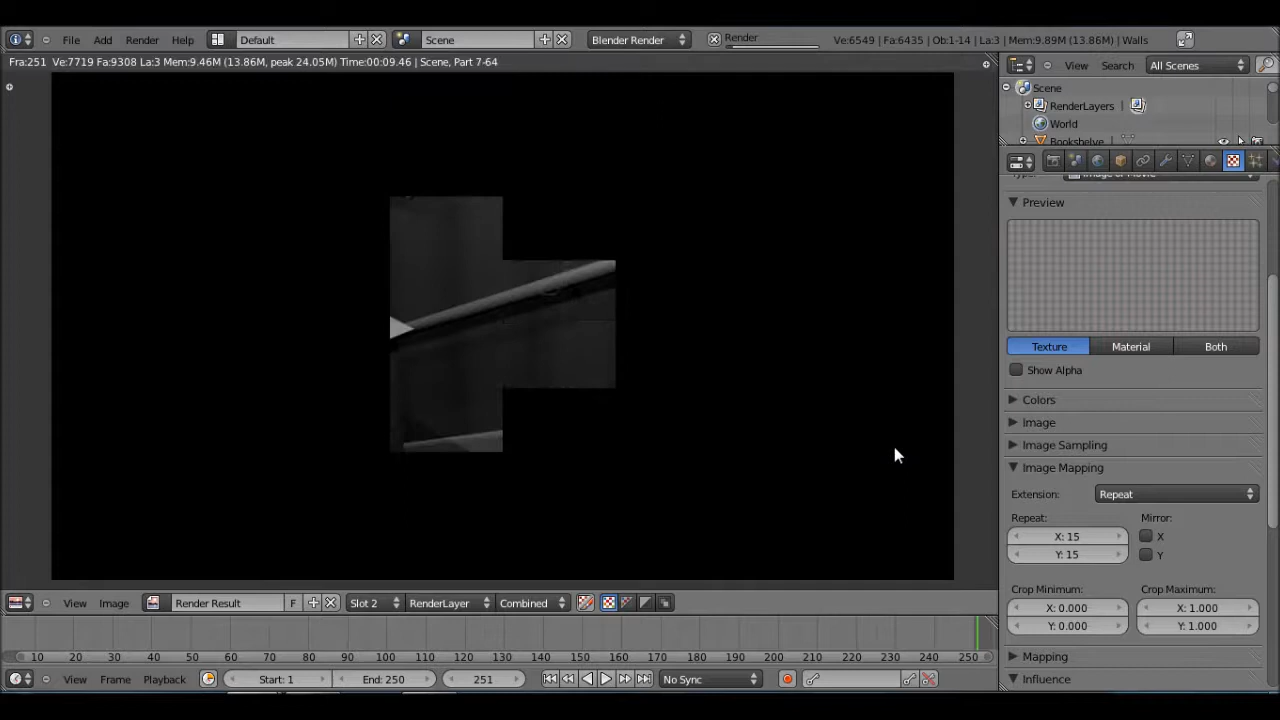 File Add Render Help Default Scene Blender Render Render Ve:6549 | Fa:6435 | Ob:1-14 | La:3 | Mem:9.89M (13.86M) | Walls
Fra:251 Ve:7719 Fa:9308 La:3 Mem:9.46M (13.86M, peak 24.05M) Time:00:09.46 | Scene, Part 7-64
View Search All Scenes
Scene
RenderLayers
World
Bookshelve
Type: Image or Movie
Preview
Texture Material Both
Show Alpha
Colors
Image
Image Sampling
Image Mapping
Extension: Repeat
Repeat: Mirror:
X: 15 X
Y: 15 Y
Crop Minimum: Crop Maximum:
X: 0.000 X: 1.000
Y: 0.000 Y: 1.000
Mapping
Influence
View Image Render Result F Slot 2 RenderLayer Combined
10 20 30 40 50 60 70 80 90 100 110 120 130 140 150 160 170 180 190 200 210 220 230 240 250
View Frame Playback Start: 1 End: 250 251 No Sync